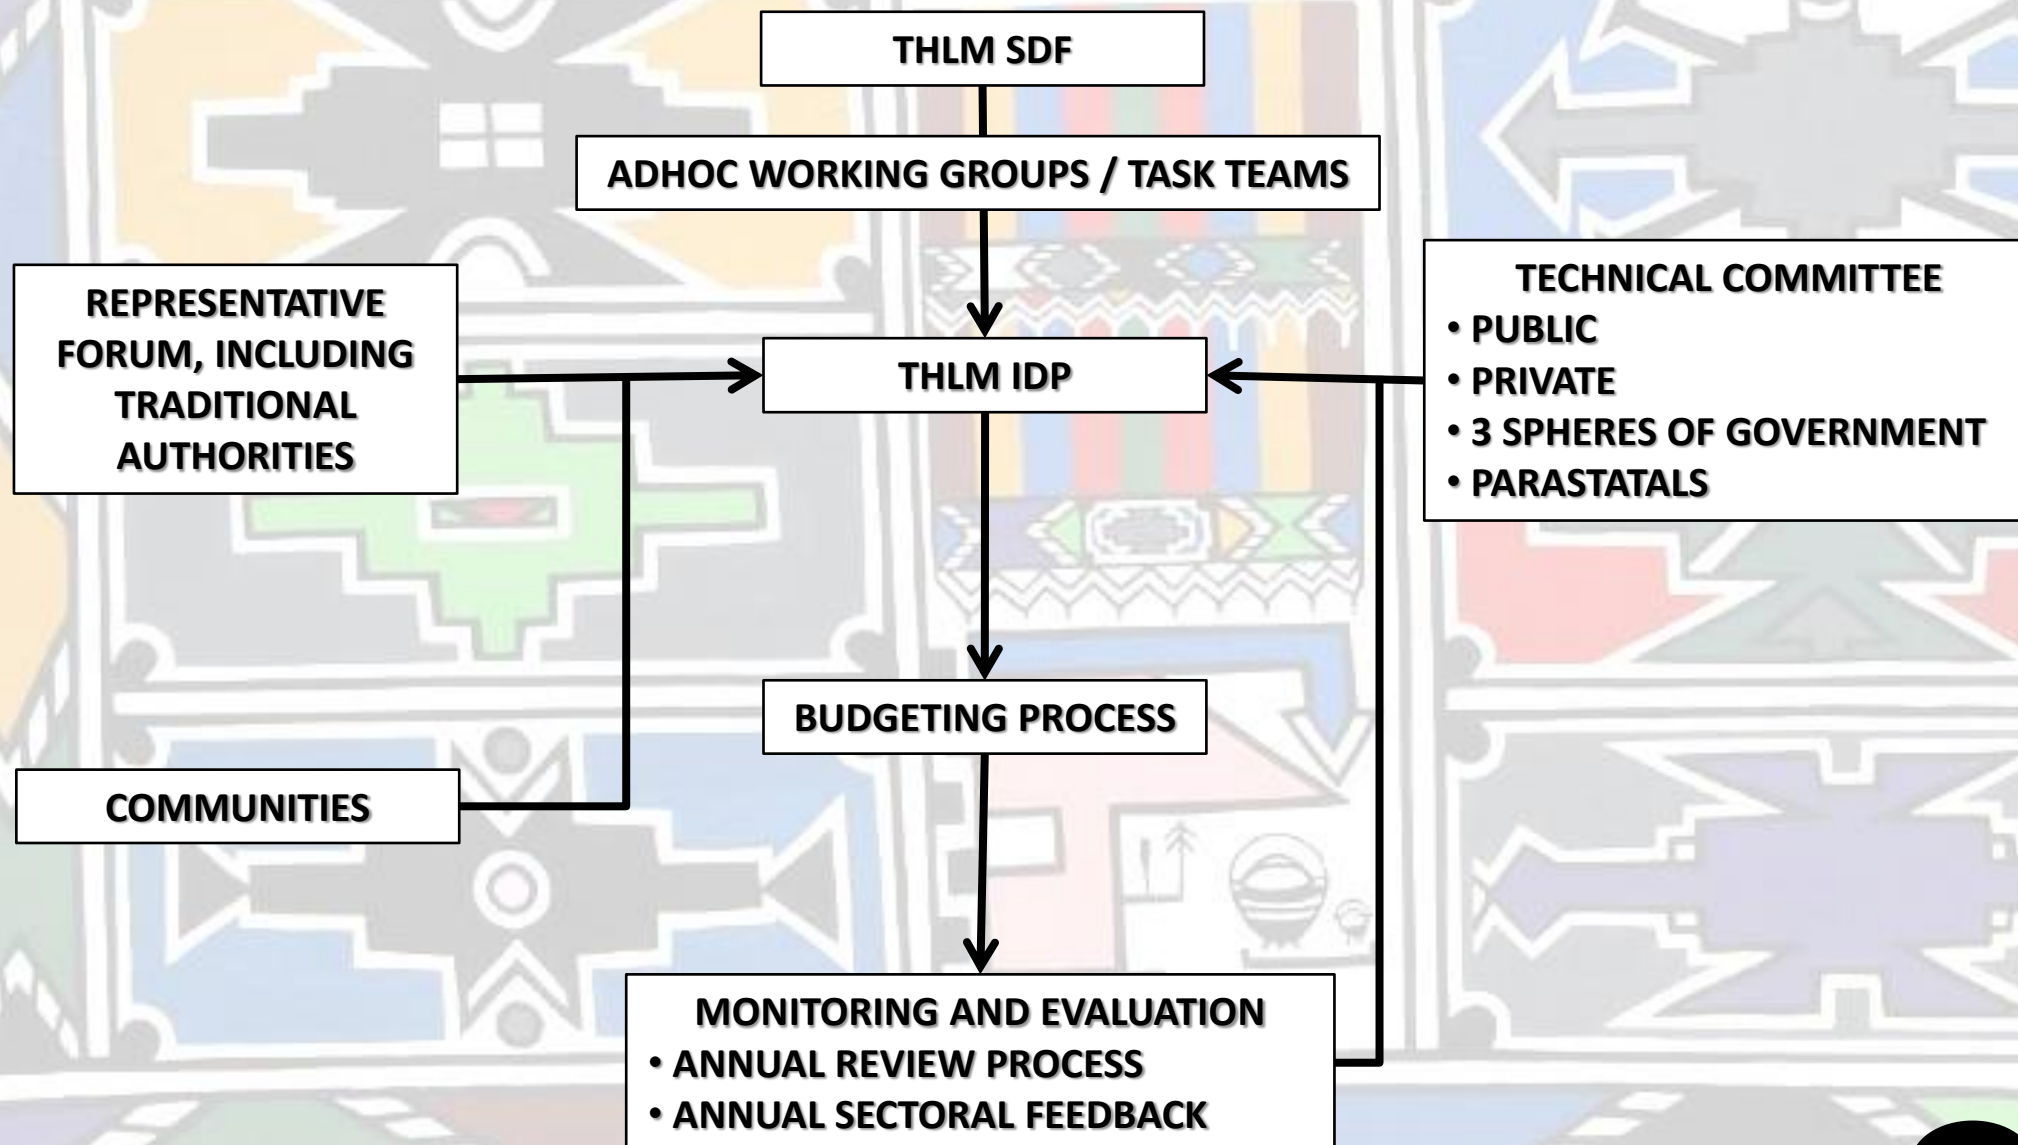 THLM SDF
ADHOC WORKING GROUPS / TASK TEAMS
REPRESENTATIVE
FORUM, INCLUDING
TRADITIONAL
AUTHORITIES
THLM IDP
TECHNICAL COMMITTEE
• PUBLIC
• PRIVATE
• 3 SPHERES OF GOVERNMENT
• PARASTATALS
BUDGETING PROCESS
COMMUNITIES
MONITORING AND EVALUATION
• ANNUAL REVIEW PROCESS
• ANNUAL SECTORAL FEEDBACK